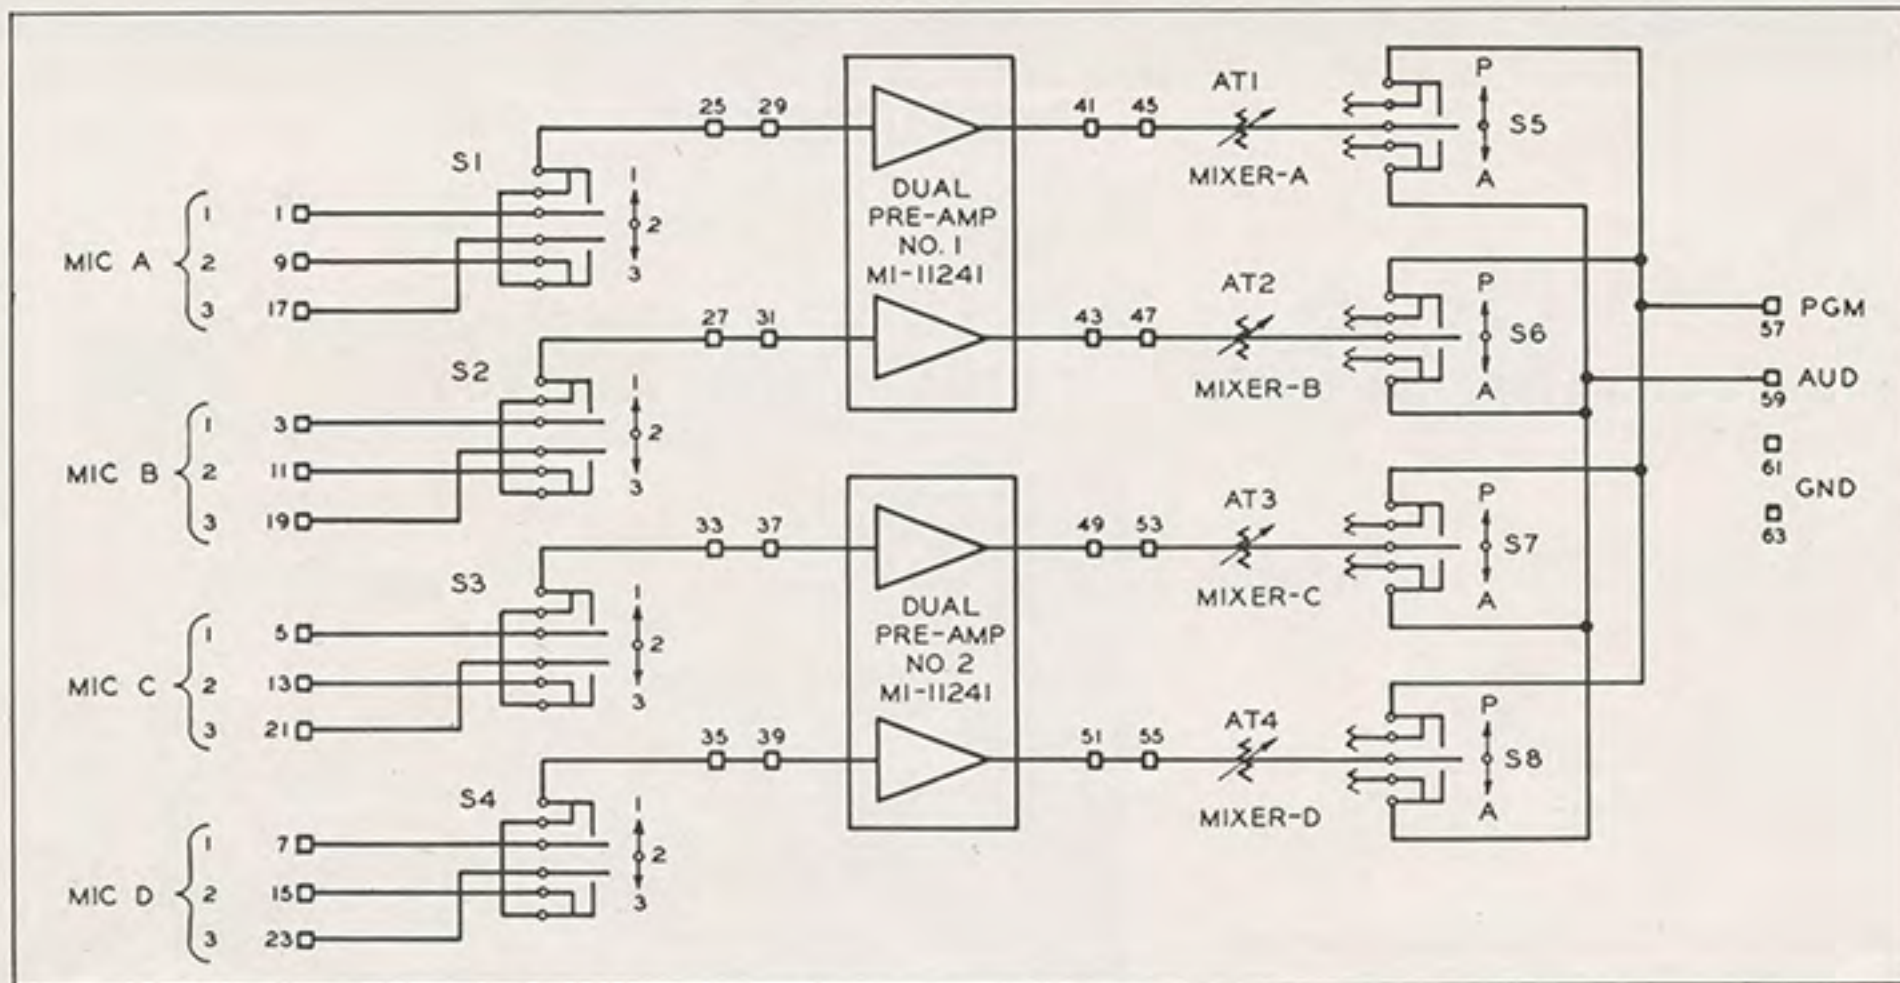 MIC A
1 1
2 9
3 17
S1
1
2
3
25 29
DUAL
PRE-AMP
NO. 1
MI-11241
41 45
AT1
MIXER-A
P
S5
A
MIC B
1 3
2 11
3 19
S2
1
2
3
27 31
43 47
AT2
MIXER-B
P
S6
A
MIC C
1 5
2 13
3 21
S3
1
2
3
33 37
DUAL
PRE-AMP
NO. 2
MI-11241
49 53
AT3
MIXER-C
P
S7
A
MIC D
1 7
2 15
3 23
S4
1
2
3
35 39
51 55
AT4
MIXER-D
P
S8
A
PGM
57
AUD
59
61
GND
63